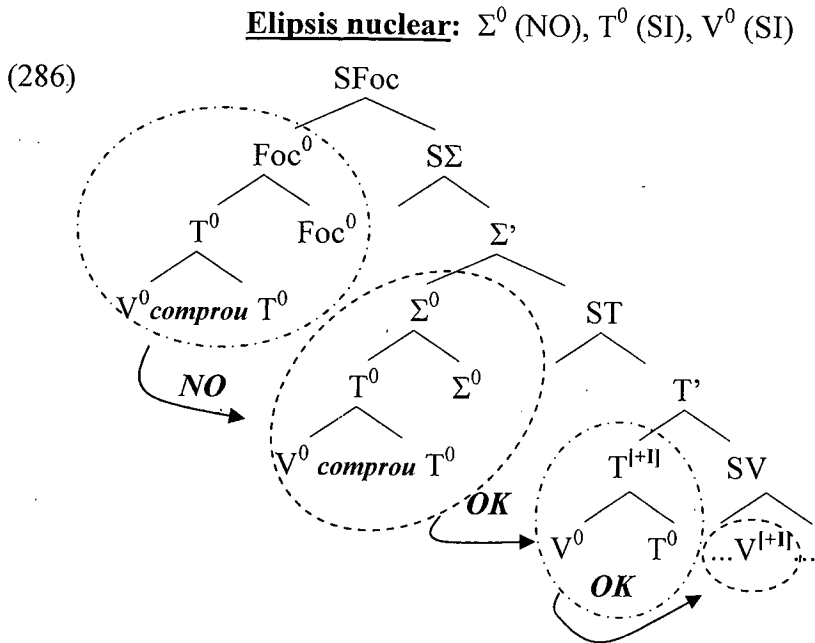 Elipsis nuclear: Σ⁰ (NO), T⁰ (SI), V⁰ (SI)
(286)
SFoc
Foc⁰ SΣ
T⁰ Foc⁰ Σ’
V⁰ comprou T⁰ Σ⁰ ST
NO T⁰ Σ⁰ T’
V⁰ comprou T⁰ T[+I] SV
OK V⁰ T⁰ ...V[+I]...
OK